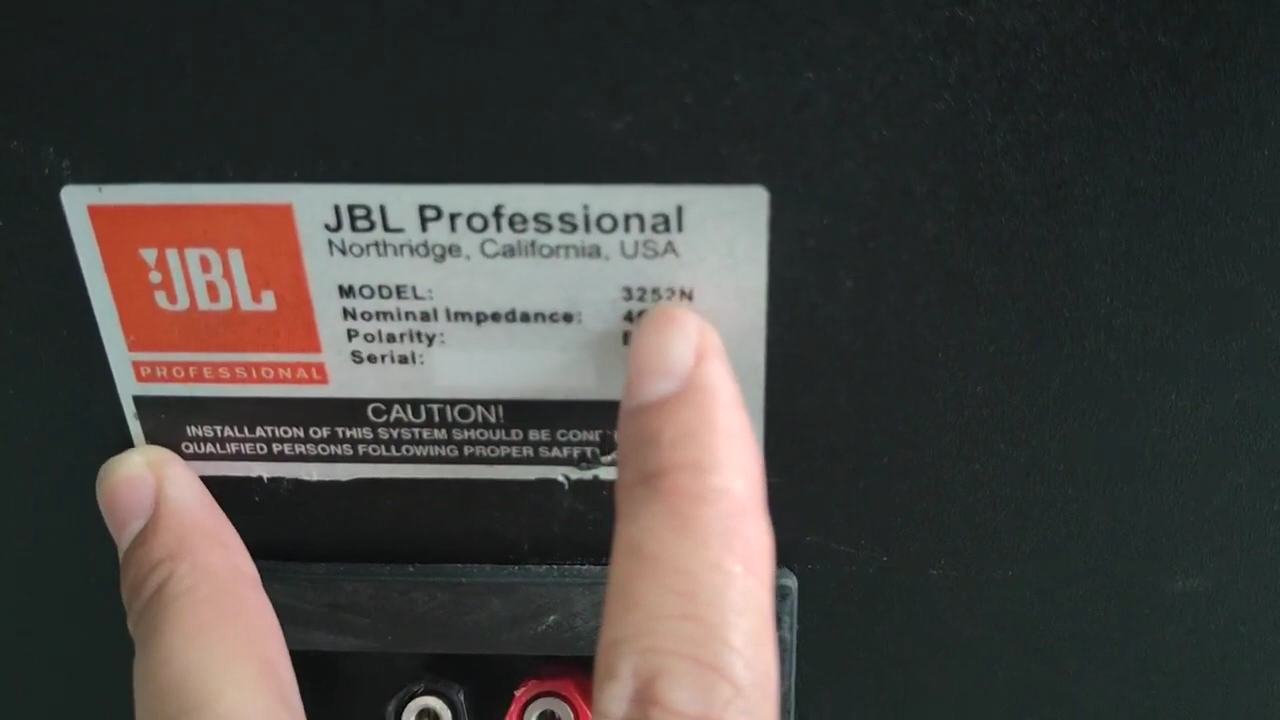 JBL
PROFESSIONAL
JBL Professional
Northridge, California, USA
MODEL: 3252N
Nominal Impedance:
Polarity:
Serial:
CAUTION!
INSTALLATION OF THIS SYSTEM SHOULD BE
QUALIFIED PERSONS FOLLOWING PROPER